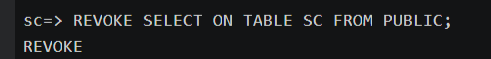 sc=> REVOKE SELECT ON TABLE SC FROM PUBLIC;
REVOKE